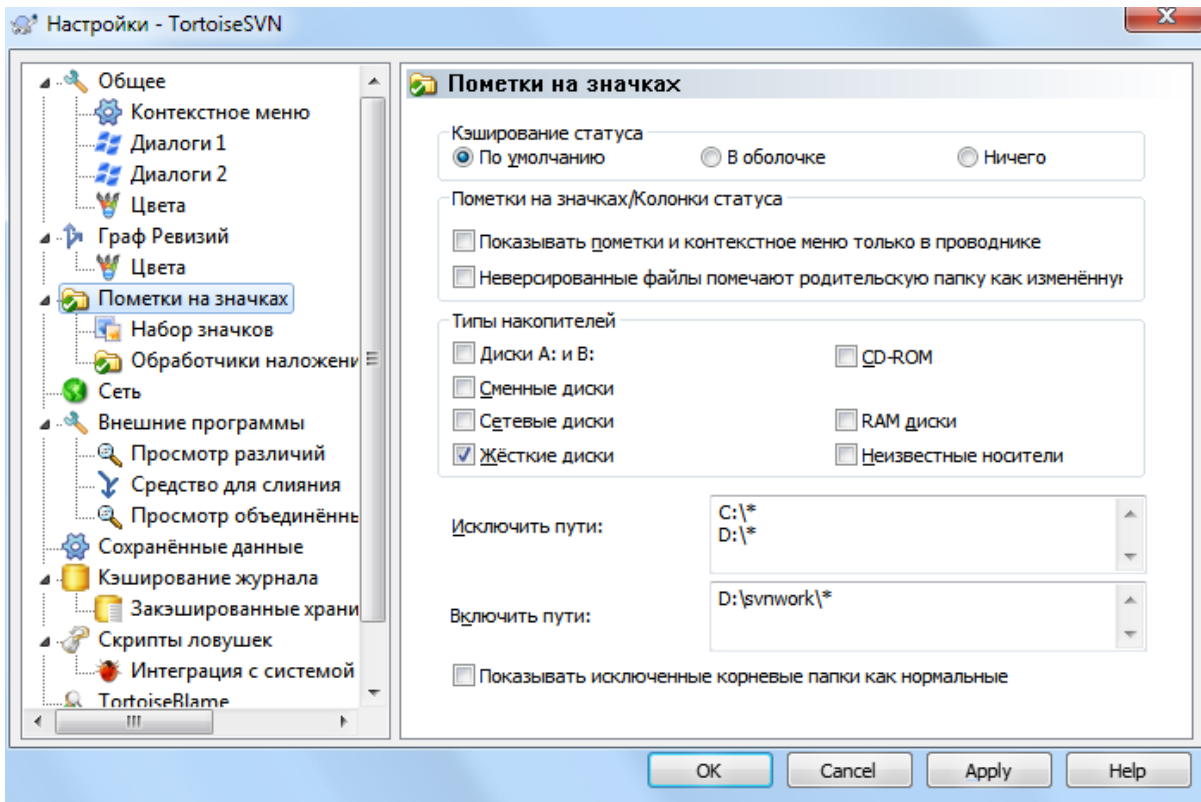 Настройки - TortoiseSVN
Общее
Контекстное меню
Диалоги 1
Диалоги 2
Цвета
Граф Ревизий
Цвета
Пометки на значках
Набор значков
Обработчики наложени
Сеть
Внешние программы
Просмотр различий
Средство для слияния
Просмотр объединённь
Сохранённые данные
Кэширование журнала
Закэшированные храни
Скрипты ловушек
Интеграция с системой
TortoiseBlame
Пометки на значках
Кэширование статуса
По умолчанию В оболочке Ничего
Пометки на значках/Колонки статуса
Показывать пометки и контекстное меню только в проводнике
Неверсированные файлы помечают родительскую папку как изменённую
Типы накопителей
Диски A: и B: CD-ROM
Сменные диски
Сетевые диски RAM диски
Жёсткие диски Неизвестные носители
Исключить пути:
C:\*
D:\*
Включить пути:
D:\svnwork\*
Показывать исключенные корневые папки как нормальные
OK Cancel Apply Help